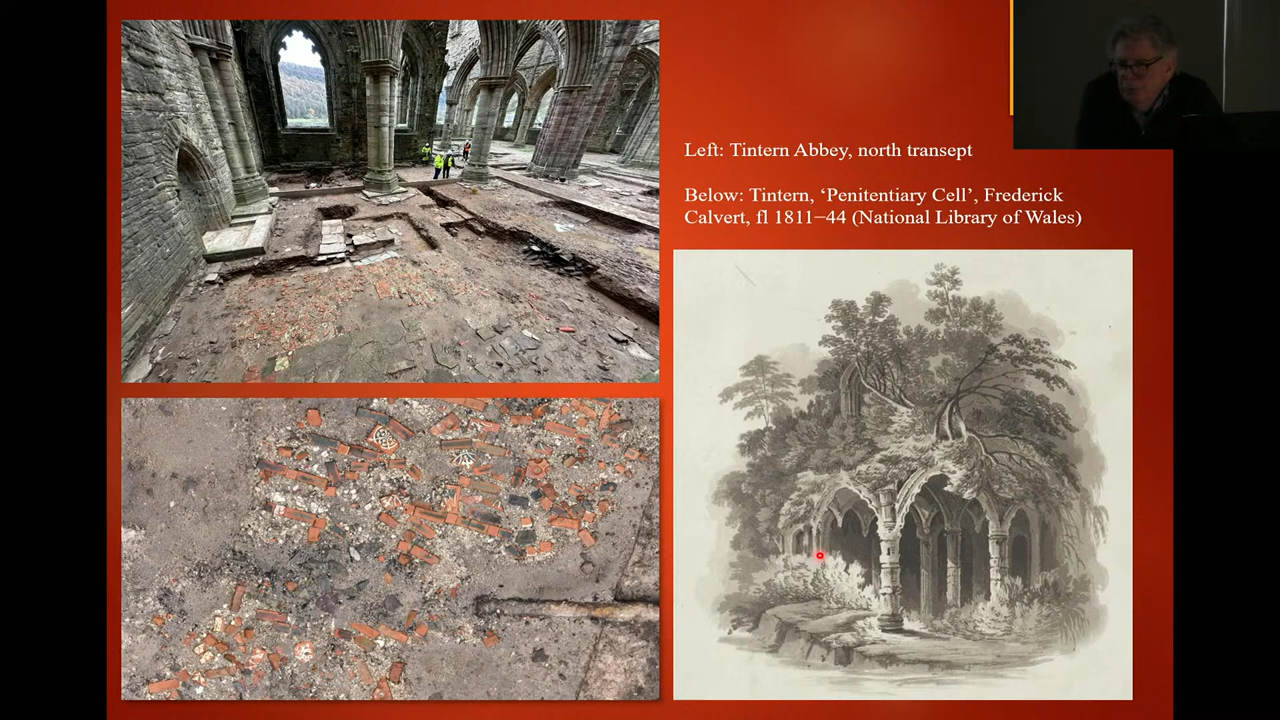 Left: Tintern Abbey, north transept
Below: Tintern, ‘Penitentiary Cell’, Frederick
Calvert, fl 1811–44 (National Library of Wales)